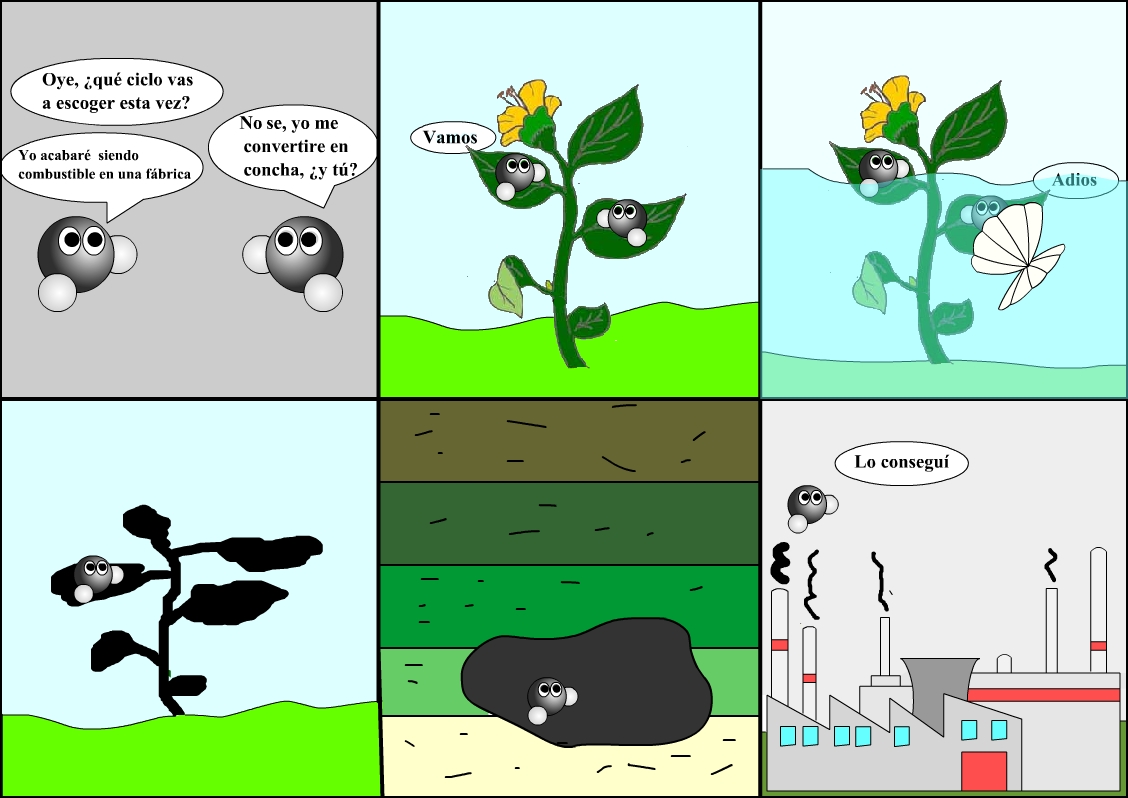 Oye, ¿qué ciclo vas
a escoger esta vez?
No se, yo me
convertire en
concha, ¿y tú?
Yo acabaré siendo
combustible en una fábrica
Vamos
Adios
Lo conseguí